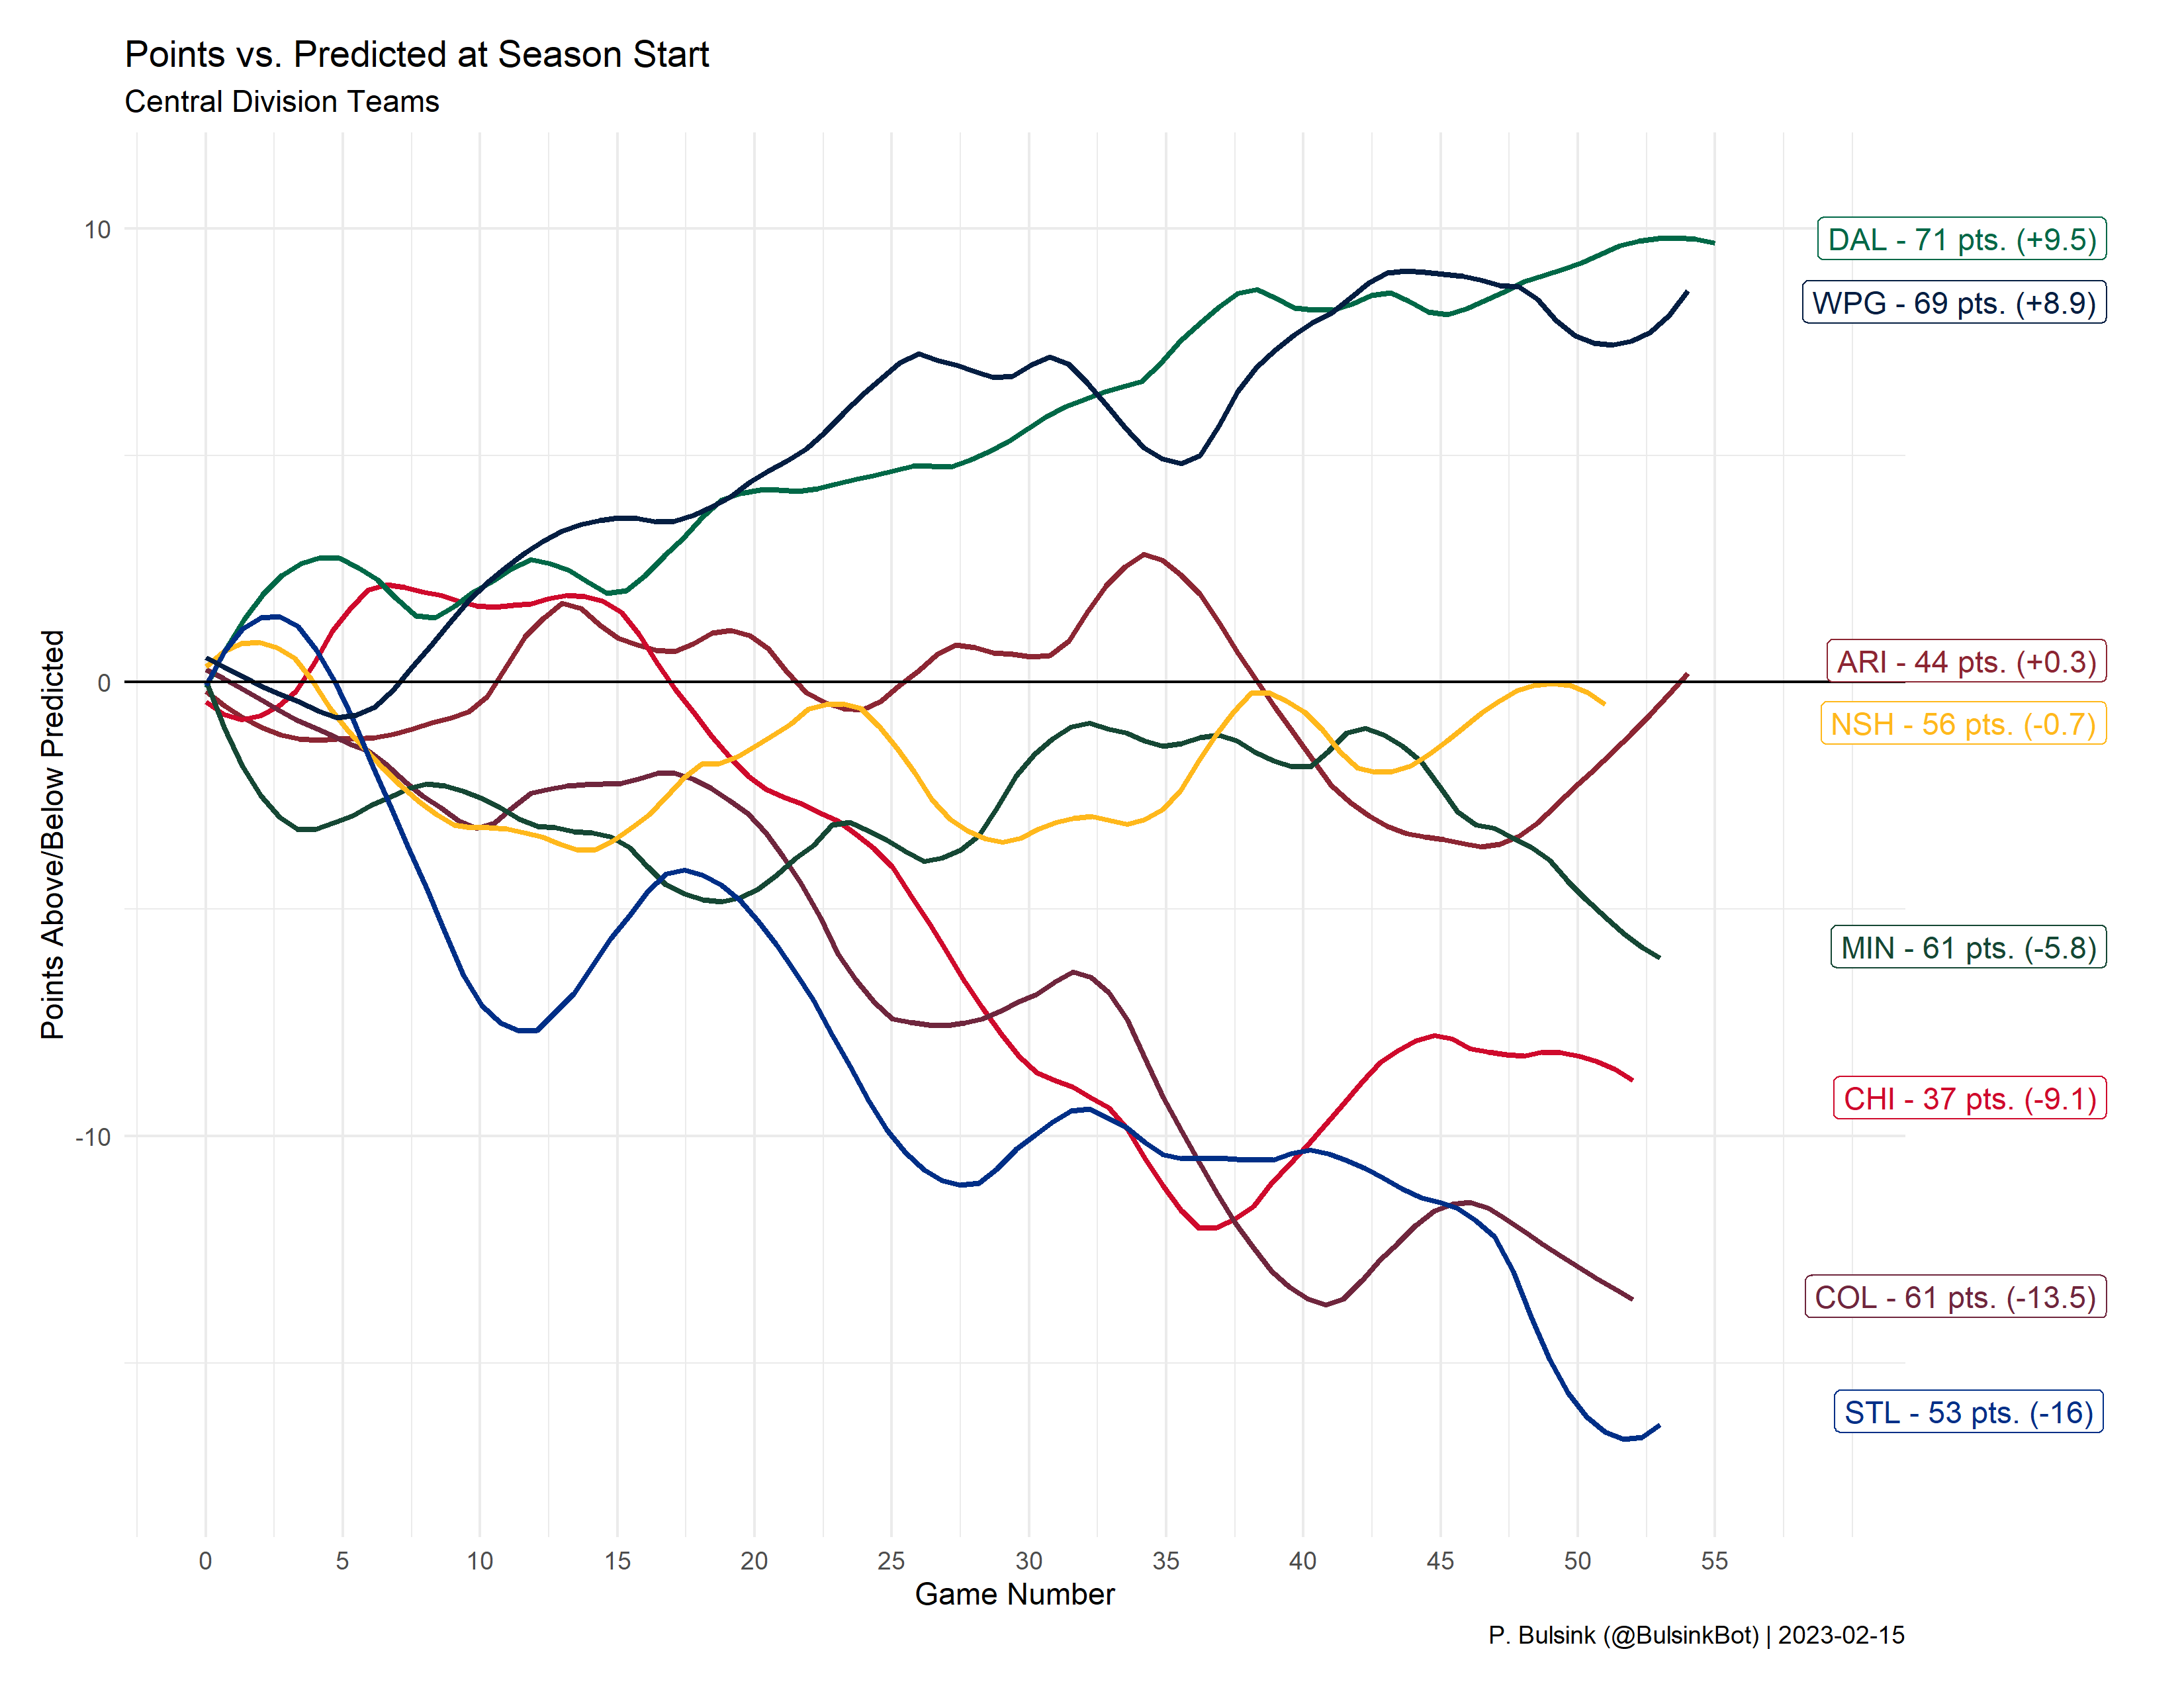 Points vs. Predicted at Season Start
Central Division Teams
Points Above/Below Predicted
10
0
-10
DAL - 71 pts. (+9.5)
WPG - 69 pts. (+8.9)
ARI - 44 pts. (+0.3)
NSH - 56 pts. (-0.7)
MIN - 61 pts. (-5.8)
CHI - 37 pts. (-9.1)
COL - 61 pts. (-13.5)
STL - 53 pts. (-16)
0 5 10 15 20 25 30 35 40 45 50 55
Game Number
P. Bulsink (@BulsinkBot) | 2023-02-15